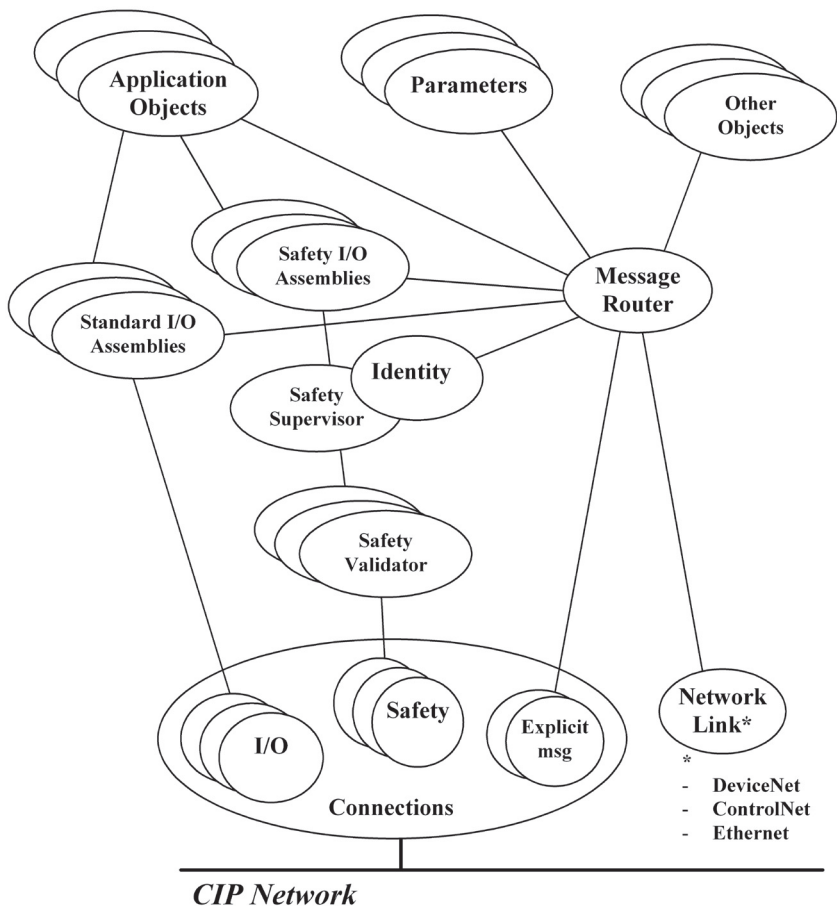 Application
Objects
Parameters
Other
Objects
Safety I/O
Assemblies
Message
Router
Standard I/O
Assemblies
Identity
Safety
Supervisor
Safety
Validator
I/O
Safety
Explicit
msg
Connections
Network
Link*
*
- DeviceNet
- ControlNet
- Ethernet
CIP Network